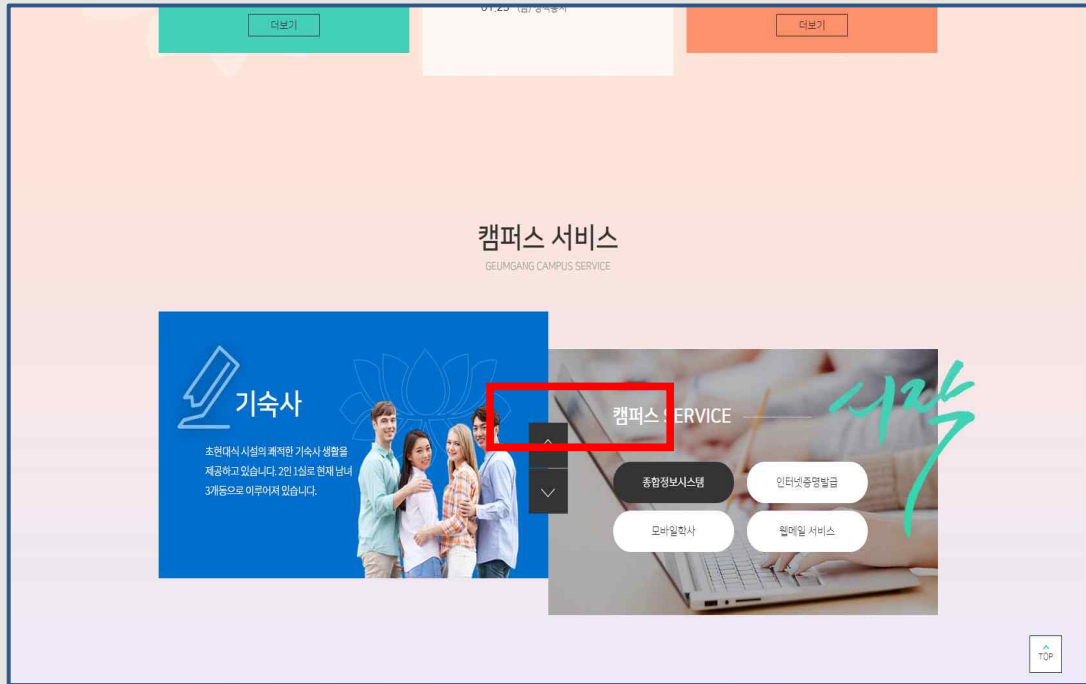 더보기
더보기
캠퍼스 서비스
GEUMGANG CAMPUS SERVICE
기숙사
초현대식 시설의 쾌적한 기숙사 생활을
제공하고 있습니다. 2인 1실로 현재 남녀
3개동으로 이루어져 있습니다.
캠퍼스 SERVICE
시작
종합정보시스템
인터넷증명발급
모바일학사
웹메일 서비스
TOP